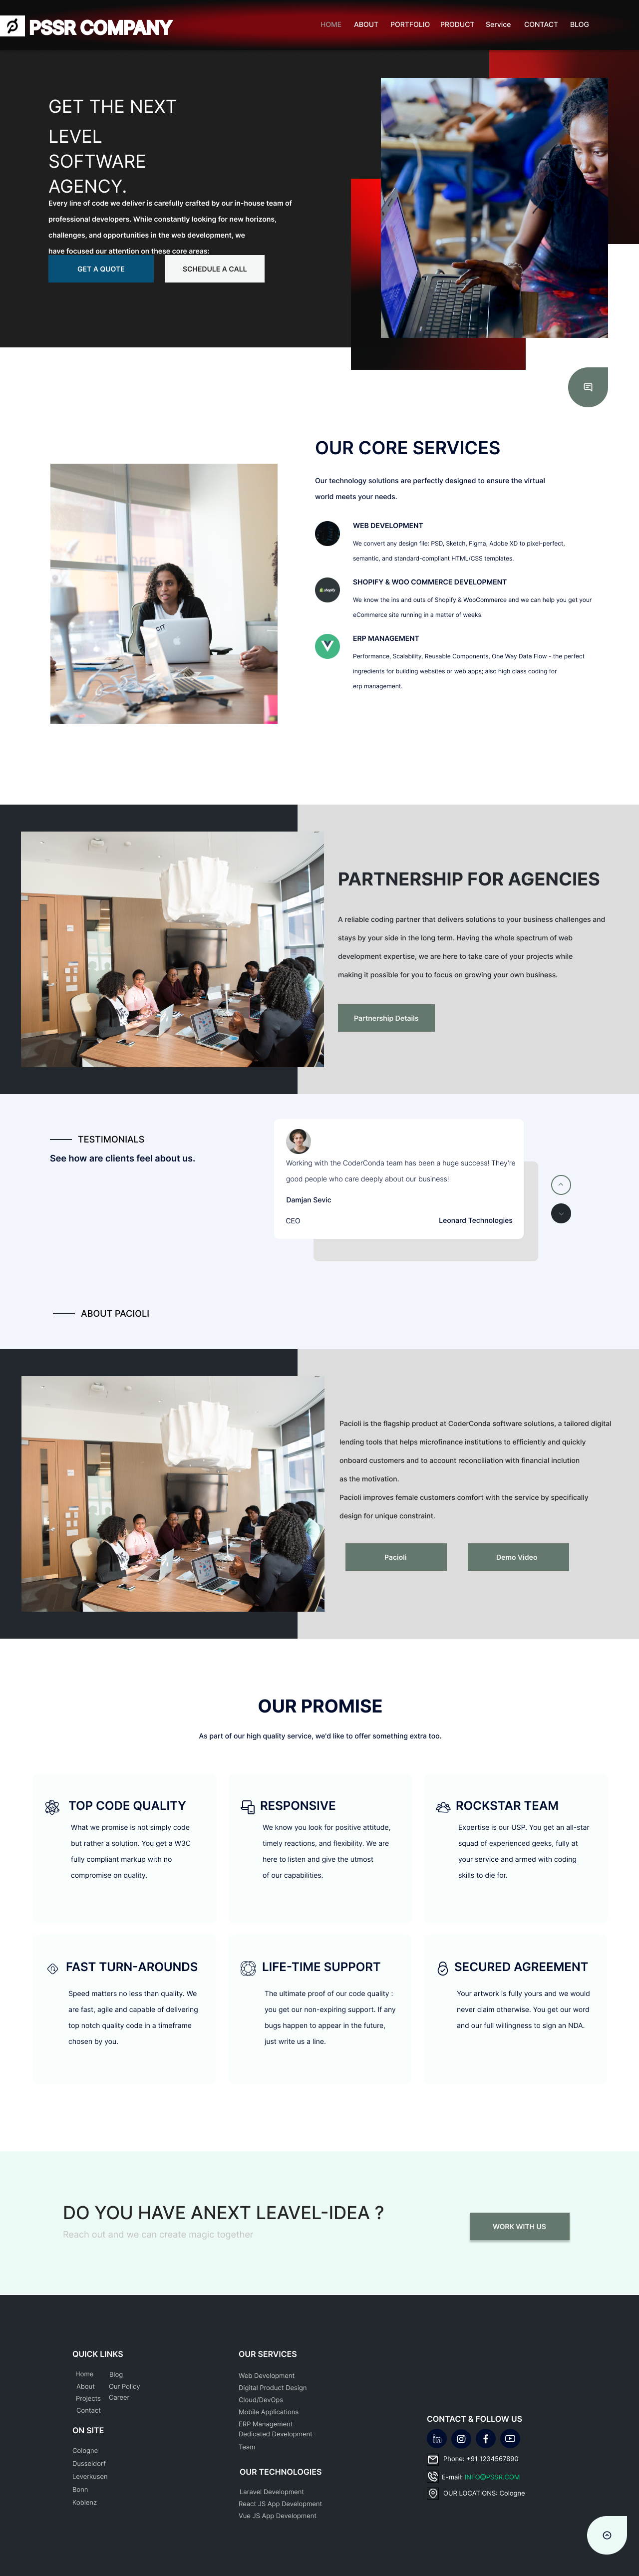 PSSR COMPANY
HOME ABOUT PORTFOLIO PRODUCT Service CONTACT BLOG
GET THE NEXT
LEVEL
SOFTWARE
AGENCY.
Every line of code we deliver is carefully crafted by our in-house team of
professional developers. While constantly looking for new horizons,
challenges, and opportunities in the web development, we
have focused our attention on these core areas:
GET A QUOTE
SCHEDULE A CALL
OUR CORE SERVICES
Our technology solutions are perfectly designed to ensure the virtual
world meets your needs.
WEB DEVELOPMENT
We convert any design file: PSD, Sketch, Figma, Adobe XD to pixel-perfect,
semantic, and standard-compliant HTML/CSS templates.
shopify
SHOPIFY & WOO COMMERCE DEVELOPMENT
We know the ins and outs of Shopify & WooCommerce and we can help you get your
eCommerce site running in a matter of weeks.
ERP MANAGEMENT
Performance, Scalability, Reusable Components, One Way Data Flow - the perfect
ingredients for building websites or web apps; also high class coding for
erp management.
CIT
PARTNERSHIP FOR AGENCIES
A reliable coding partner that delivers solutions to your business challenges and
stays by your side in the long term. Having the whole spectrum of web
development expertise, we are here to take care of your projects while
making it possible for you to focus on growing your own business.
Partnership Details
TESTIMONIALS
See how are clients feel about us.
Working with the CoderConda team has been a huge success! They're
good people who care deeply about our business!
Damjan Sevic
CEO
Leonard Technologies
ABOUT PACIOLI
Pacioli is the flagship product at CoderConda software solutions, a tailored digital
lending tools that helps microfinance institutions to efficiently and quickly
onboard customers and to account reconciliation with financial inclution
as the motivation.
Pacioli improves female customers comfort with the service by specifically
design for unique constraint.
Pacioli
Demo Video
OUR PROMISE
As part of our high quality service, we'd like to offer something extra too.
TOP CODE QUALITY
What we promise is not simply code
but rather a solution. You get a W3C
fully compliant markup with no
compromise on quality.
RESPONSIVE
We know you look for positive attitude,
timely reactions, and flexibility. We are
here to listen and give the utmost
of our capabilities.
ROCKSTAR TEAM
Expertise is our USP. You get an all-star
squad of experienced geeks, fully at
your service and armed with coding
skills to die for.
FAST TURN-AROUNDS
Speed matters no less than quality. We
are fast, agile and capable of delivering
top notch quality code in a timeframe
chosen by you.
LIFE-TIME SUPPORT
The ultimate proof of our code quality :
you get our non-expiring support. If any
bugs happen to appear in the future,
just write us a line.
SECURED AGREEMENT
Your artwork is fully yours and we would
never claim otherwise. You get our word
and our full willingness to sign an NDA.
DO YOU HAVE ANEXT LEAVEL-IDEA ?
Reach out and we can create magic together
WORK WITH US
QUICK LINKS
Home Blog
About Our Policy
Projects Career
Contact
ON SITE
Cologne
Dusseldorf
Leverkusen
Bonn
Koblenz
OUR SERVICES
Web Development
Digital Product Design
Cloud/DevOps
Mobile Applications
ERP Management
Dedicated Development
Team
OUR TECHNOLOGIES
Laravel Development
React JS App Development
Vue JS App Development
CONTACT & FOLLOW US
Phone: +91 1234567890
E-mail: INFO@PSSR.COM
OUR LOCATIONS: Cologne